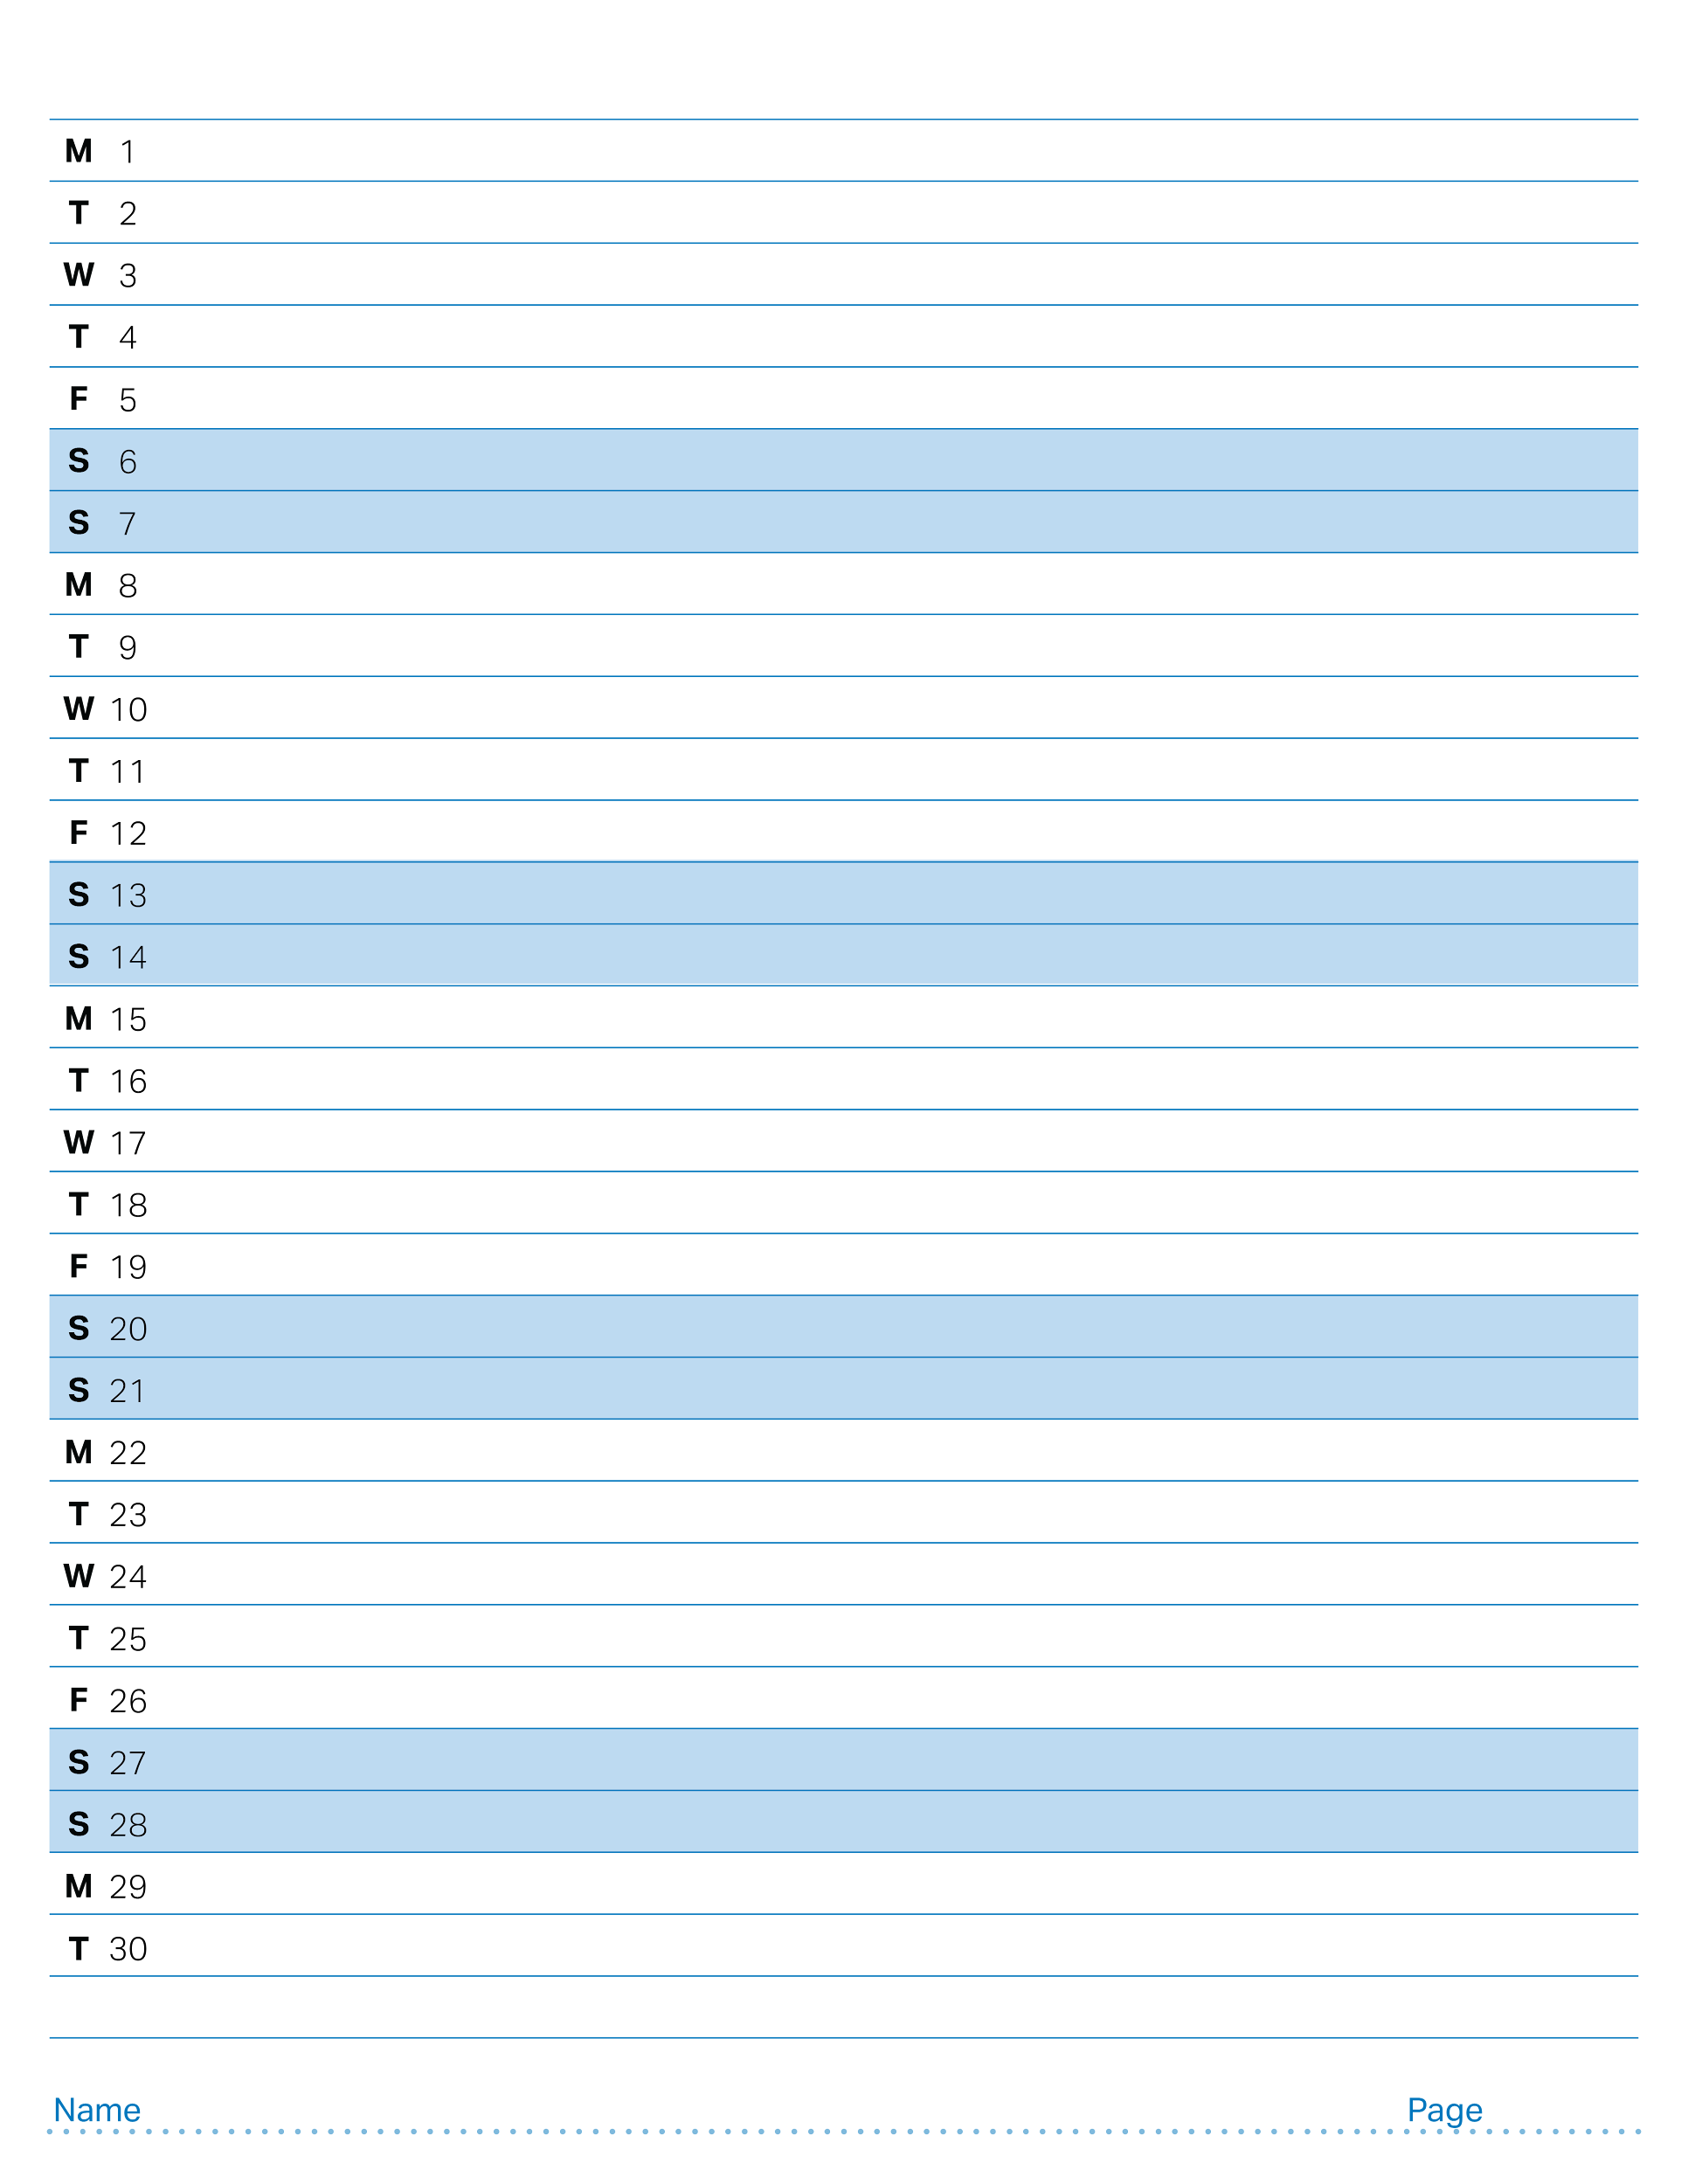 M 1
T 2
W 3
T 4
F 5
S 6
S 7
M 8
T 9
W 10
T 11
F 12
S 13
S 14
M 15
T 16
W 17
T 18
F 19
S 20
S 21
M 22
T 23
W 24
T 25
F 26
S 27
S 28
M 29
T 30
Name Page